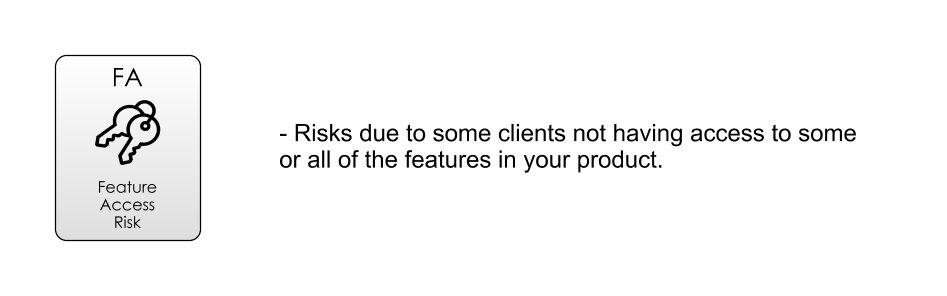 FA
Feature
Access
Risk
- Risks due to some clients not having access to some
or all of the features in your product.